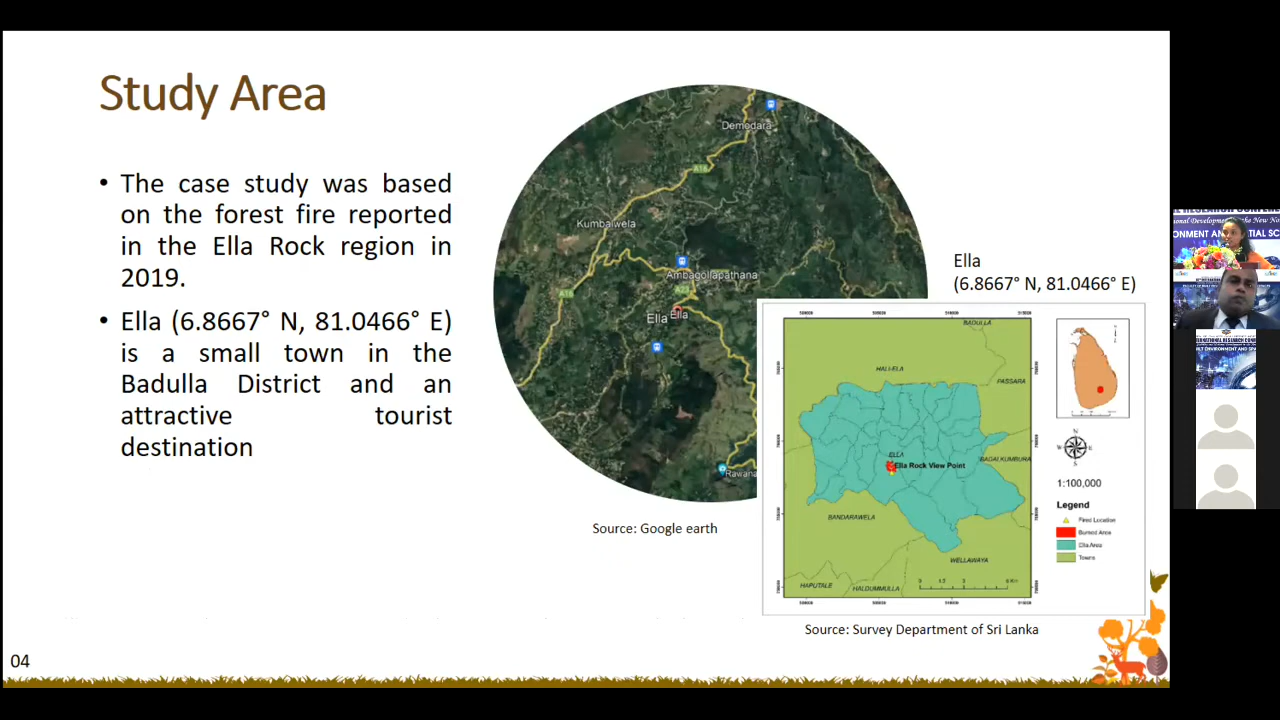 Study Area
• The case study was based
on the forest fire reported
in the Ella Rock region in
2019.
• Ella (6.8667° N, 81.0466° E)
is a small town in the
Badulla District and an
attractive tourist
destination
Demodara
A16
Kumbalwela
Ambagollapathana
A16
A23
Ella
Ella
Rawana
Source: Google earth
Ella
(6.8667° N, 81.0466° E)
BADULLA
HALI-ELA
PASSARA
ELLA
Ella Rock View Point
BADALKUMBURA
BANDARAWELA
WELLAWAYA
HAPUTALE
HALDUMMULLA
N
W E
S
1:100,000
Legend
Fired Location
Burned Area
Ella Area
Towns
Source: Survey Department of Sri Lanka
04